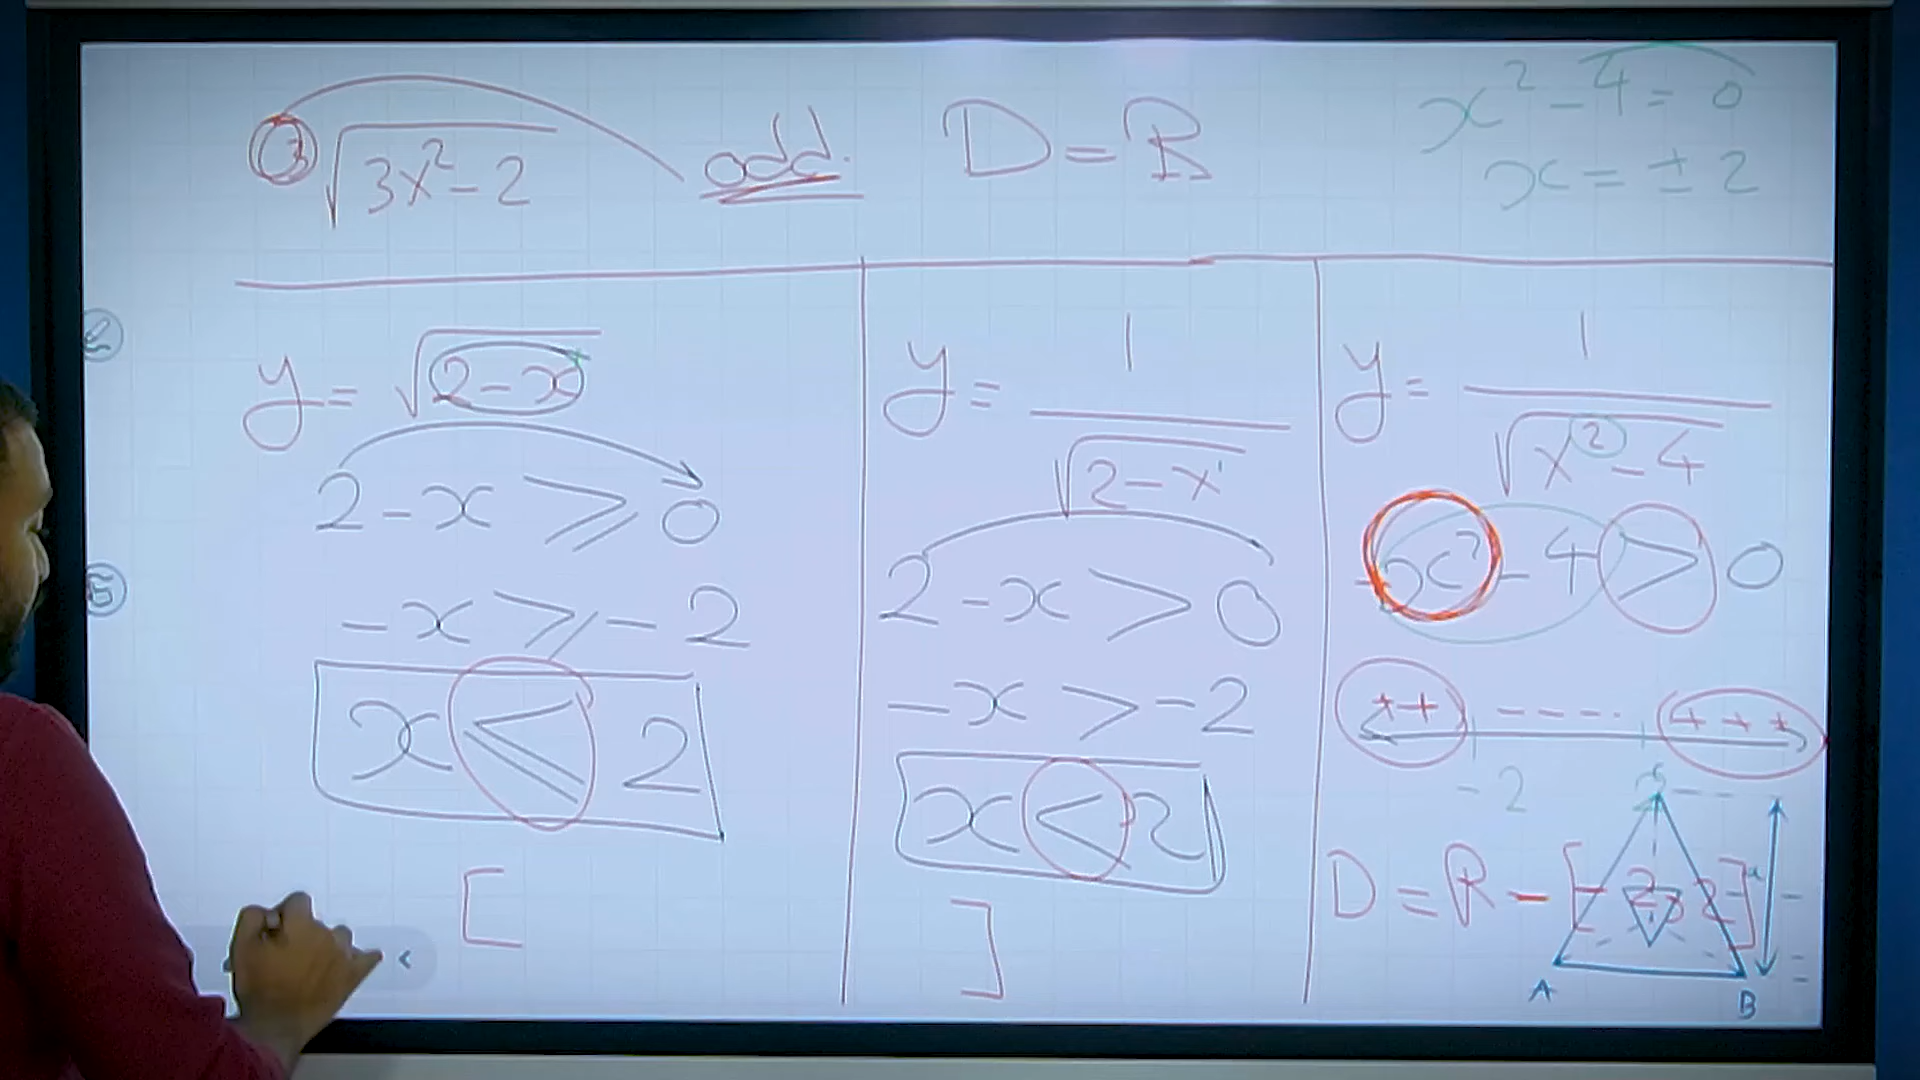 ∛(3x² - 2) odd. D = R
x² - 4 = 0
x = ± 2
y = √(2 - x)
2 - x ⩾ 0
- x ⩾ - 2
x ⩽ 2
[
y = 1/√(2 - x)
2 - x > 0
- x > - 2
x < 2
]
y = 1/√(x² - 4)
x² - 4 > 0
+ + - - - - + + +
- 2
D = R - [- 2, 2]
A B